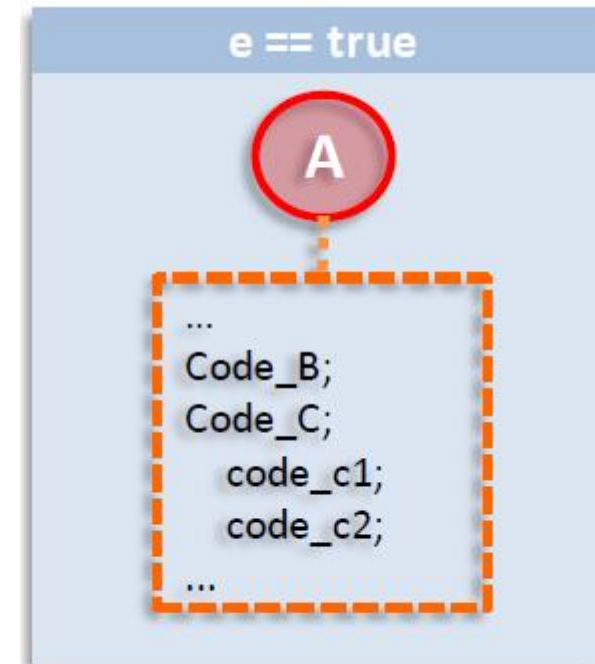 e == true
A
...
Code_B;
Code_C;
code_c1;
code_c2;
...